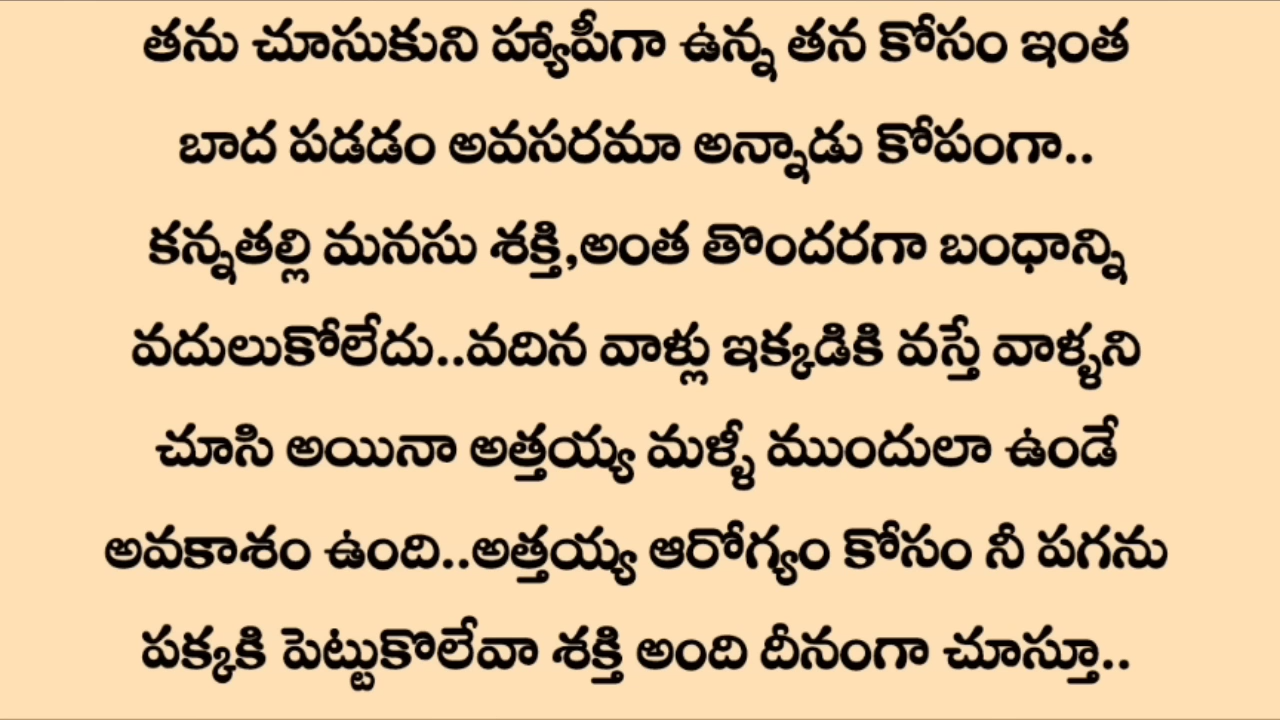 తను చూసుకుని హ్యాపీగా ఉన్న తన కోసం ఇంత
బాద పడడం అవసరమా అన్నాడు కోపంగా..
కన్నతల్లి మనసు శక్తి,అంత తొందరగా బంధాన్ని
వదులుకోలేదు..వదిన వాళ్లు ఇక్కడికి వస్తే వాళ్ళని
చూసి అయినా అత్తయ్య మళ్ళీ ముందులా ఉండే
అవకాశం ఉంది..అత్తయ్య ఆరోగ్యం కోసం నీ పగను
పక్కకి పెట్టుకొలేవా శక్తి అంది దీనంగా చూస్తూ..